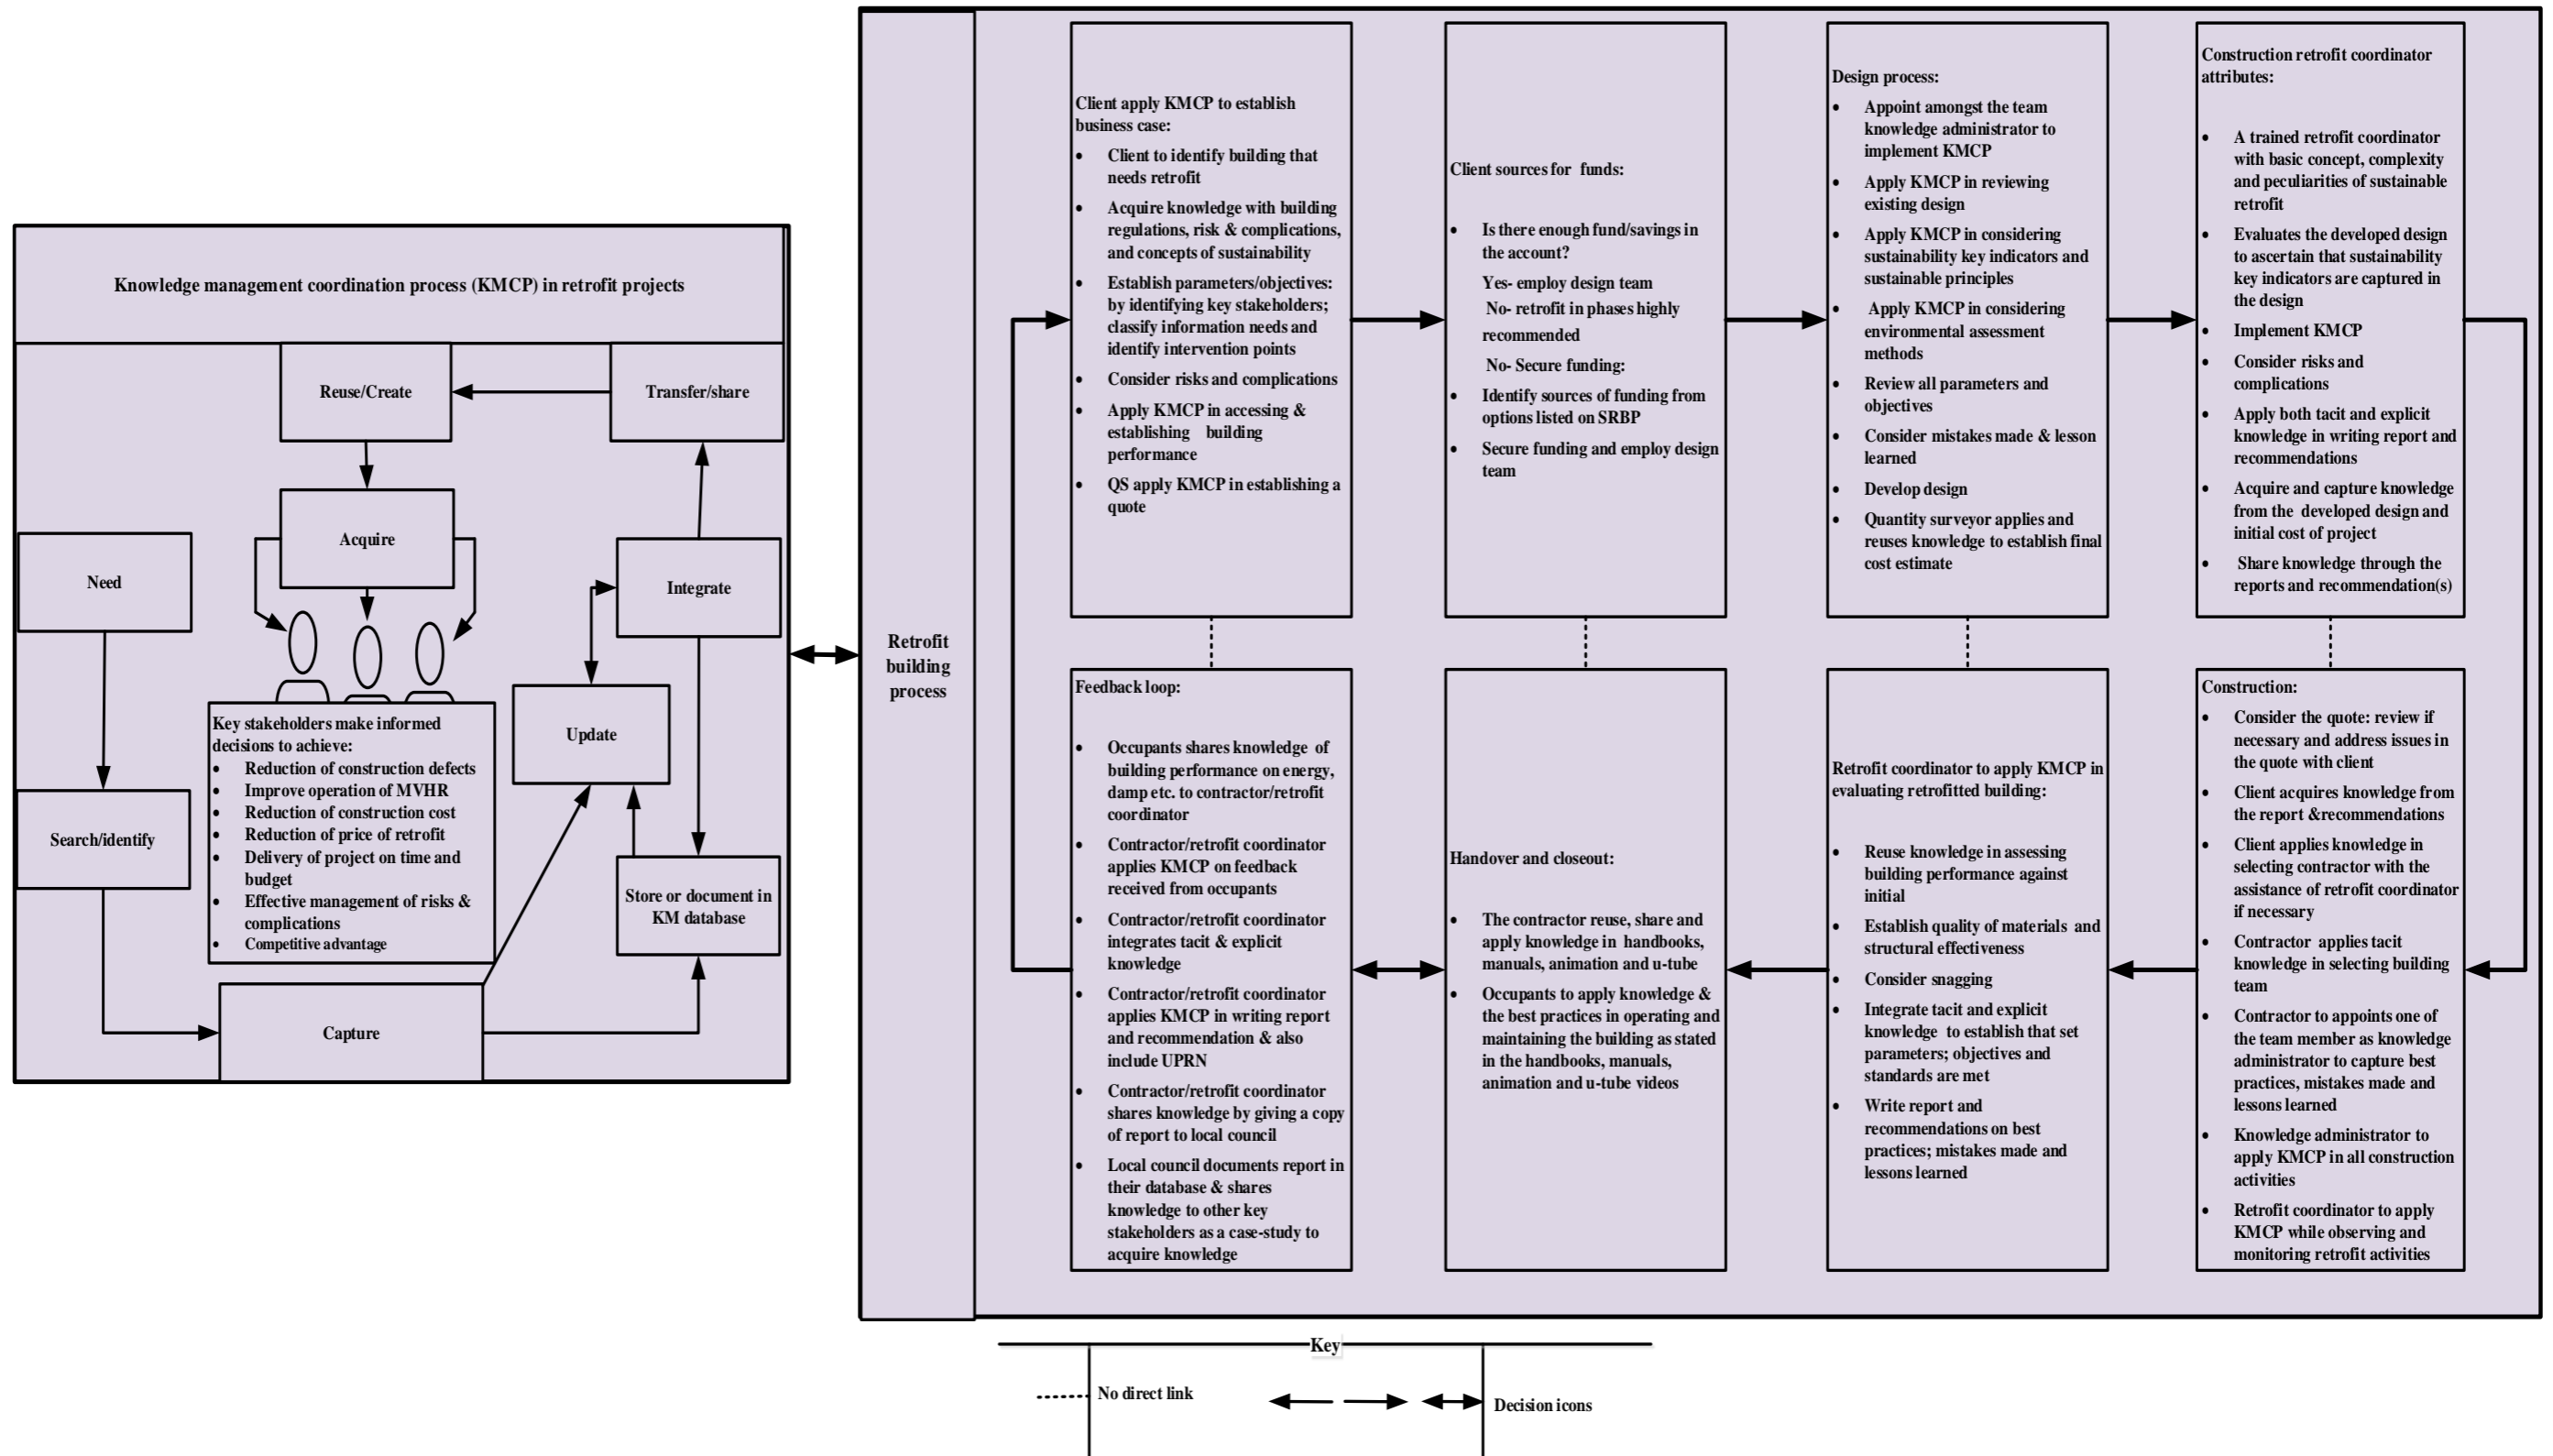 Knowledge management coordination process (KMCP) in retrofit projects
Reuse/Create
Transfer/share
Acquire
Need
Integrate
Search/identify
Update
Key stakeholders make informed
decisions to achieve:
• Reduction of construction defects
• Improve operation of MVHR
• Reduction of construction cost
• Reduction of price of retrofit
• Delivery of project on time and
budget
• Effective management of risks &
complications
• Competitive advantage
Store or document in
KM database
Capture
Retrofit
building
process
Client apply KMCP to establish
business case:
• Client to identify building that
needs retrofit
• Acquire knowledge with building
regulations, risk & complications,
and concepts of sustainability
• Establish parameters/objectives:
by identifying key stakeholders;
classify information needs and
identify intervention points
• Consider risks and complications
• Apply KMCP in accessing &
establishing building
performance
• QS apply KMCP in establishing a
quote
Client sources for funds:
• Is there enough fund/savings in
the account?
Yes- employ design team
No- retrofit in phases highly
recommended
No- Secure funding:
• Identify sources of funding from
options listed on SRBP
• Secure funding and employ design
team
Design process:
• Appoint amongst the team
knowledge administrator to
implement KMCP
• Apply KMCP in reviewing
existing design
• Apply KMCP in considering
sustainability key indicators and
sustainable principles
• Apply KMCP in considering
environmental assessment
methods
• Review all parameters and
objectives
• Consider mistakes made & lesson
learned
• Develop design
• Quantity surveyor applies and
reuses knowledge to establish final
cost estimate
Construction retrofit coordinator
attributes:
• A trained retrofit coordinator
with basic concept, complexity
and peculiarities of sustainable
retrofit
• Evaluates the developed design
to ascertain that sustainability
key indicators are captured in
the design
• Implement KMCP
• Consider risks and
complications
• Apply both tacit and explicit
knowledge in writing report and
recommendations
• Acquire and capture knowledge
from the developed design and
initial cost of project
• Share knowledge through the
reports and recommendation(s)
Feedback loop:
• Occupants shares knowledge of
building performance on energy,
damp etc. to contractor/retrofit
coordinator
• Contractor/retrofit coordinator
applies KMCP on feedback
received from occupants
• Contractor/retrofit coordinator
integrates tacit & explicit
knowledge
• Contractor/retrofit coordinator
applies KMCP in writing report
and recommendation & also
include UPRN
• Contractor/retrofit coordinator
shares knowledge by giving a copy
of report to local council
• Local council documents report in
their database & shares
knowledge to other key
stakeholders as a case-study to
acquire knowledge
Handover and closeout:
• The contractor reuse, share and
apply knowledge in handbooks,
manuals, animation and u-tube
• Occupants to apply knowledge &
the best practices in operating and
maintaining the building as stated
in the handbooks, manuals,
animation and u-tube videos
Retrofit coordinator to apply KMCP in
evaluating retrofitted building:
• Reuse knowledge in assessing
building performance against
initial
• Establish quality of materials and
structural effectiveness
• Consider snagging
• Integrate tacit and explicit
knowledge to establish that set
parameters; objectives and
standards are met
• Write report and
recommendations on best
practices; mistakes made and
lessons learned
Construction:
• Consider the quote: review if
necessary and address issues in
the quote with client
• Client acquires knowledge from
the report &recommendations
• Client applies knowledge in
selecting contractor with the
assistance of retrofit coordinator
if necessary
• Contractor applies tacit
knowledge in selecting building
team
• Contractor to appoints one of
the team member as knowledge
administrator to capture best
practices, mistakes made and
lessons learned
• Knowledge administrator to
apply KMCP in all construction
activities
• Retrofit coordinator to apply
KMCP while observing and
monitoring retrofit activities
Key
No direct link
Decision icons